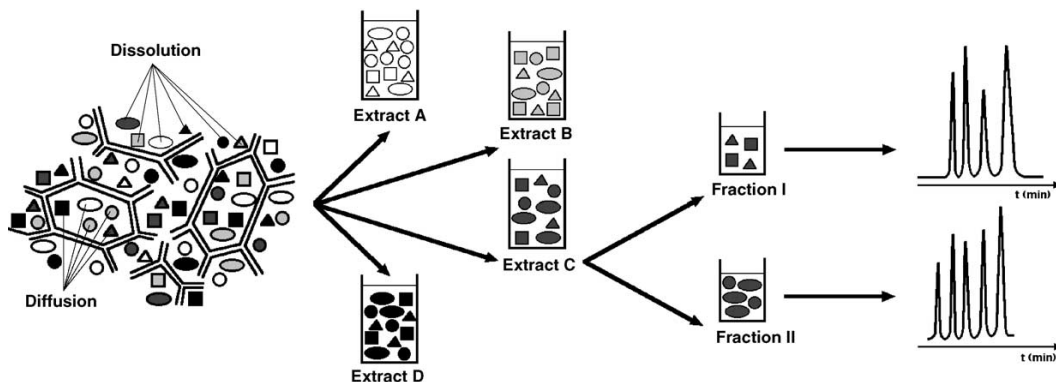 Dissolution
Diffusion
Extract A
Extract B
Extract C
Extract D
Fraction I
Fraction II
t (min)
t (min)